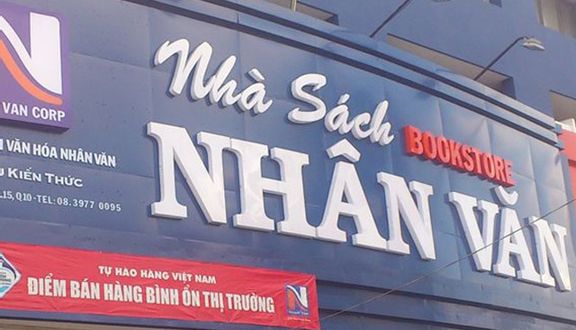 N
VAN CORP
VĂN HÓA NHÂN VĂN
KIẾN THỨC
.15, Q10 - TEL: 08.3977 0095
Nhà Sách
BOOKSTORE
NHÂN VĂN
TỰ HÀO HÀNG VIỆT NAM
ĐIỂM BÁN HÀNG BÌNH ỔN THỊ TRƯỜNG
N